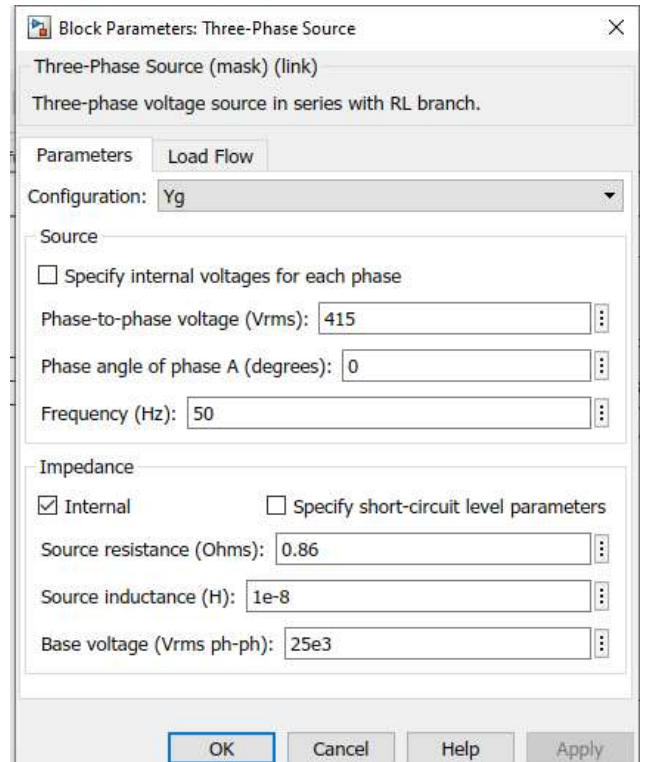 Block Parameters: Three-Phase Source
Three-Phase Source (mask) (link)
Three-phase voltage source in series with RL branch.
Parameters Load Flow
Configuration: Yg
Source
Specify internal voltages for each phase
Phase-to-phase voltage (Vrms): 415
Phase angle of phase A (degrees): 0
Frequency (Hz): 50
Impedance
Internal Specify short-circuit level parameters
Source resistance (Ohms): 0.86
Source inductance (H): 1e-8
Base voltage (Vrms ph-ph): 25e3
OK Cancel Help Apply